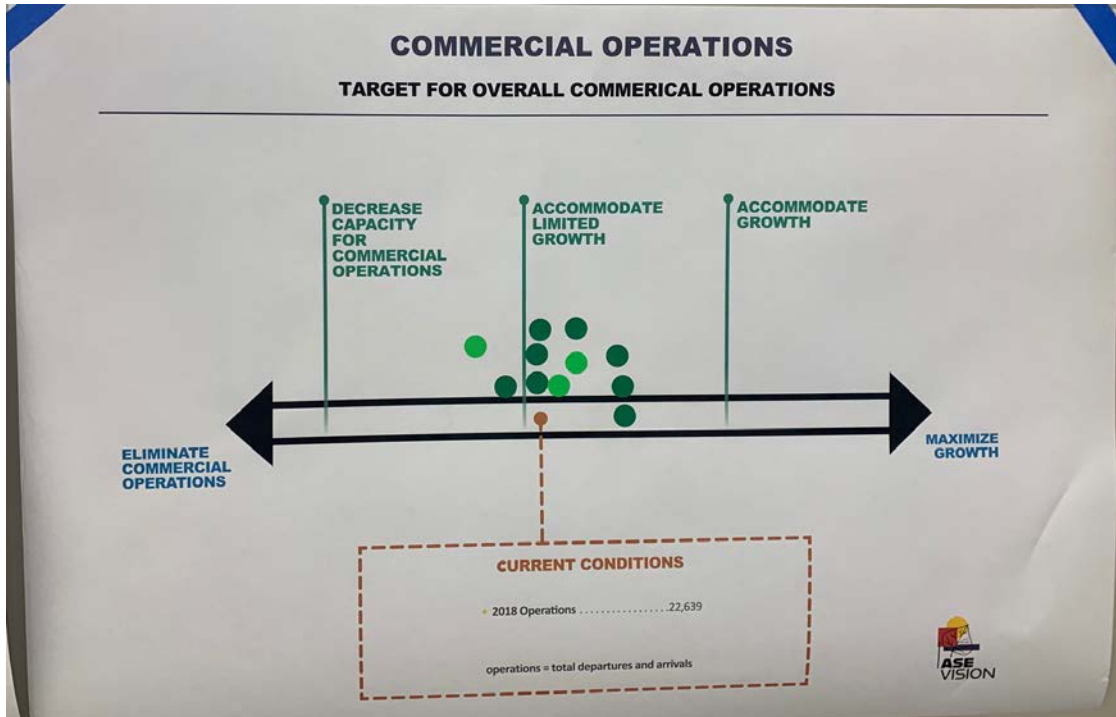 COMMERCIAL OPERATIONS
TARGET FOR OVERALL COMMERICAL OPERATIONS
DECREASE
CAPACITY
FOR
COMMERCIAL
OPERATIONS
ACCOMMODATE
LIMITED
GROWTH
ACCOMMODATE
GROWTH
ELIMINATE
COMMERCIAL
OPERATIONS
MAXIMIZE
GROWTH
CURRENT CONDITIONS
• 2018 Operations .................22,639
operations = total departures and arrivals
ASE
VISION